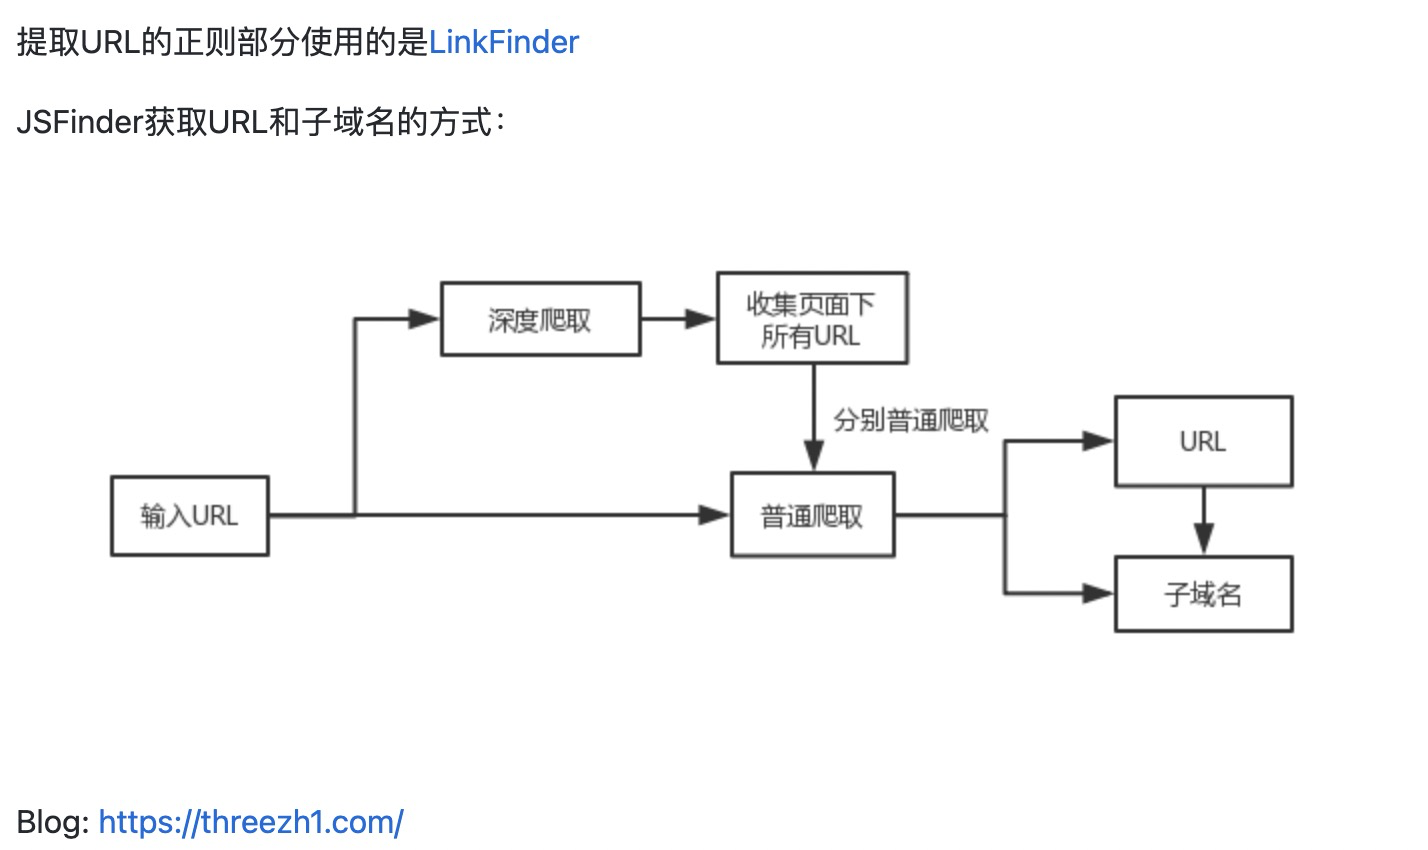 提取URL的正则部分使用的是LinkFinder
JSFinder获取URL和子域名的方式：
深度爬取
收集页面下
所有URL
分别普通爬取
URL
输入URL
普通爬取
子域名
Blog: https://threezh1.com/